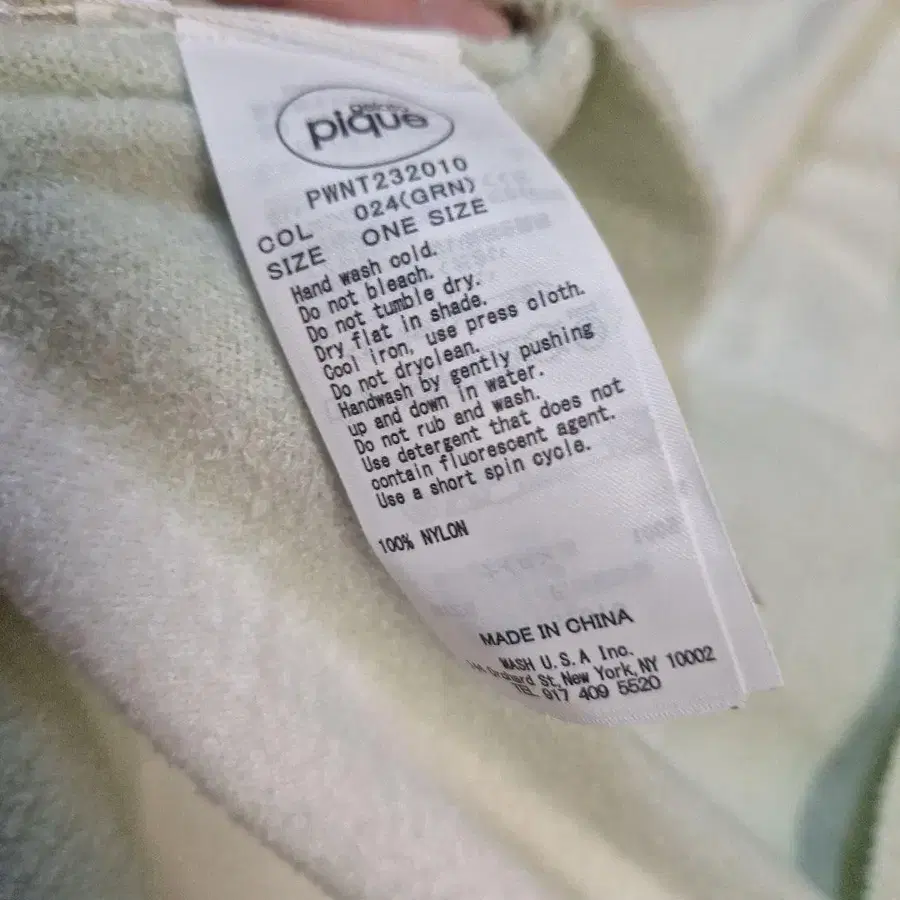 gelato
pique
PWNT232010
COL 024(GRN)
SIZE ONE SIZE
Hand wash cold.
Do not bleach.
Do not tumble dry.
Dry flat in shade.
Cool iron, use press cloth.
Do not dryclean.
Handwash by gently pushing
up and down in water.
Do not rub and wash.
Use detergent that does not
contain fluorescent agent.
Use a short spin cycle.
100% NYLON
MADE IN CHINA
MASH U.S.A Inc.
Orchard St, New York, NY 10002
TEL 917 409 5520